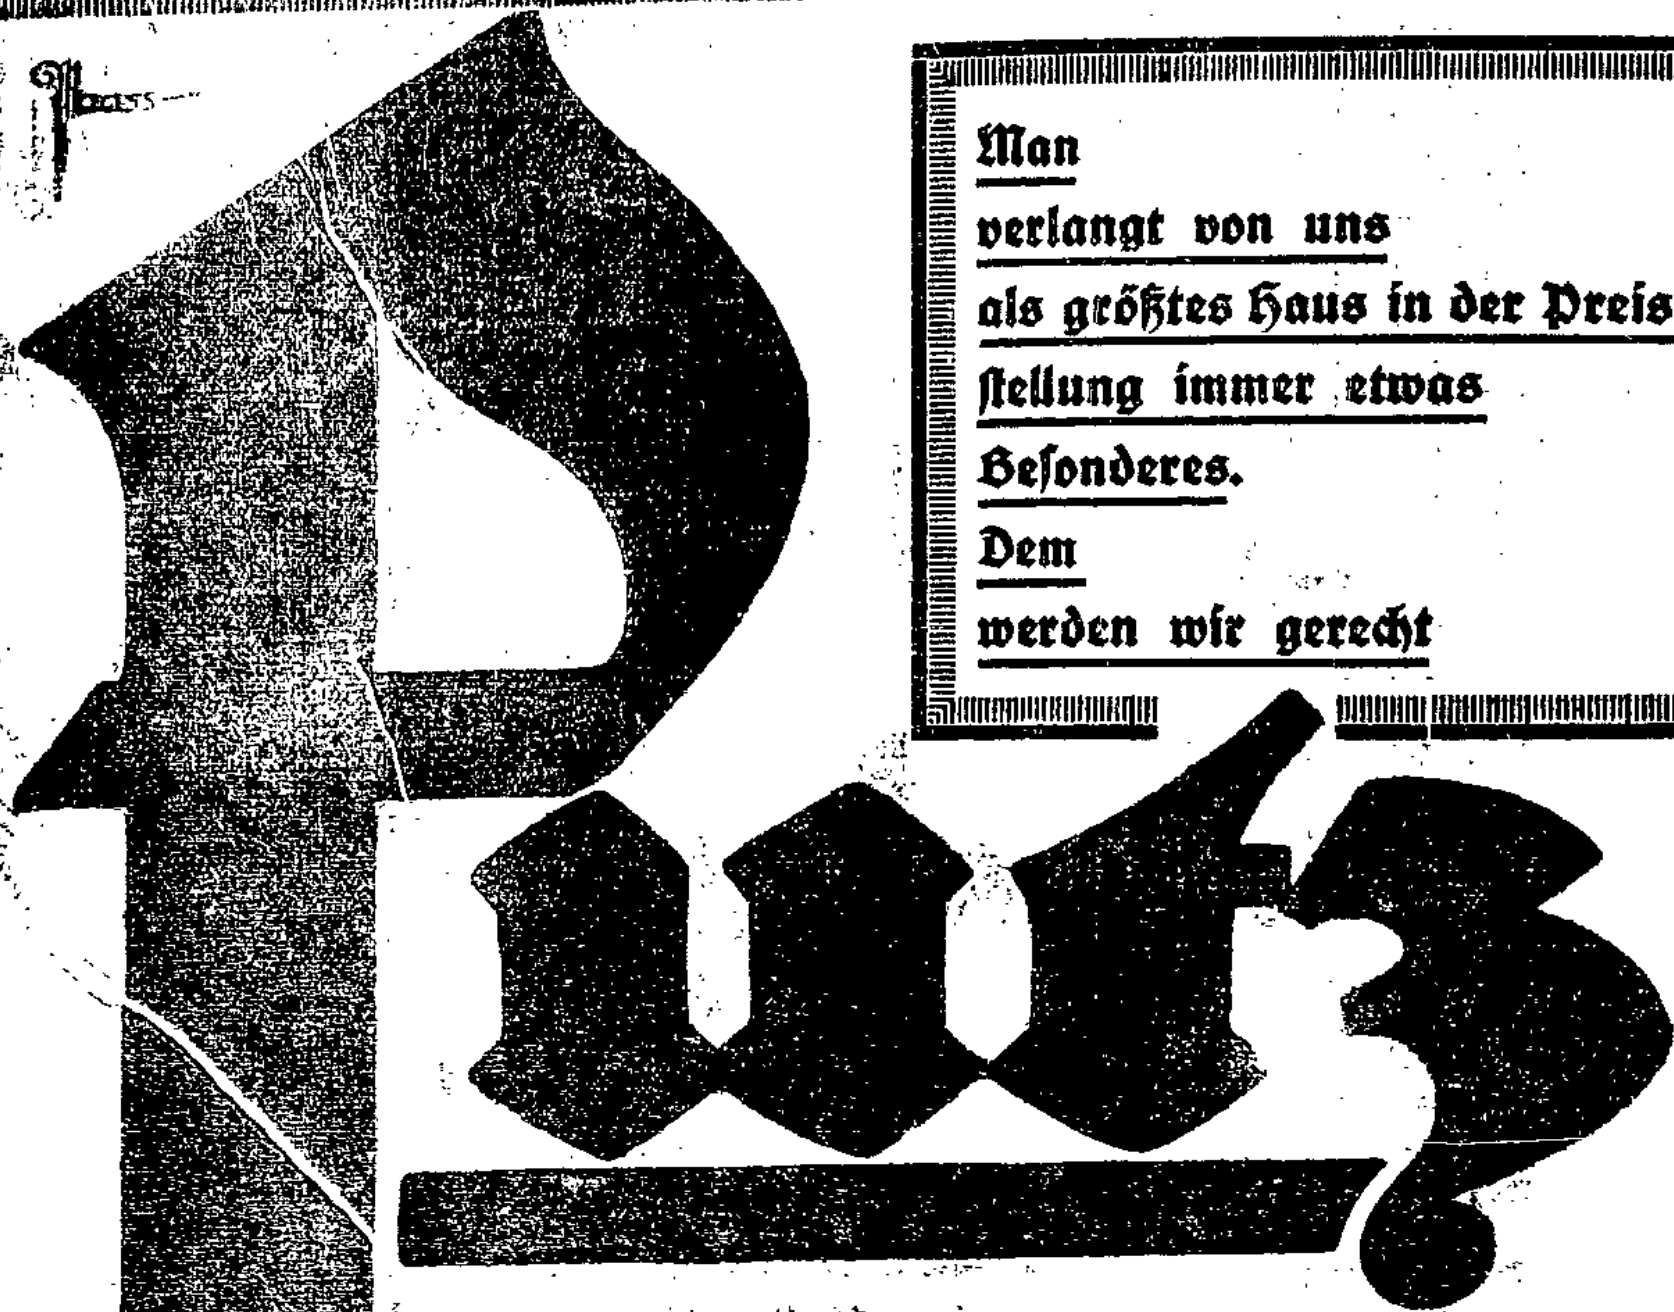 Man
verlangt von uns
als größtes Haus in der Preis
stellung immer etwas
Besonderes.
Dem
werden wir gerecht
Putz